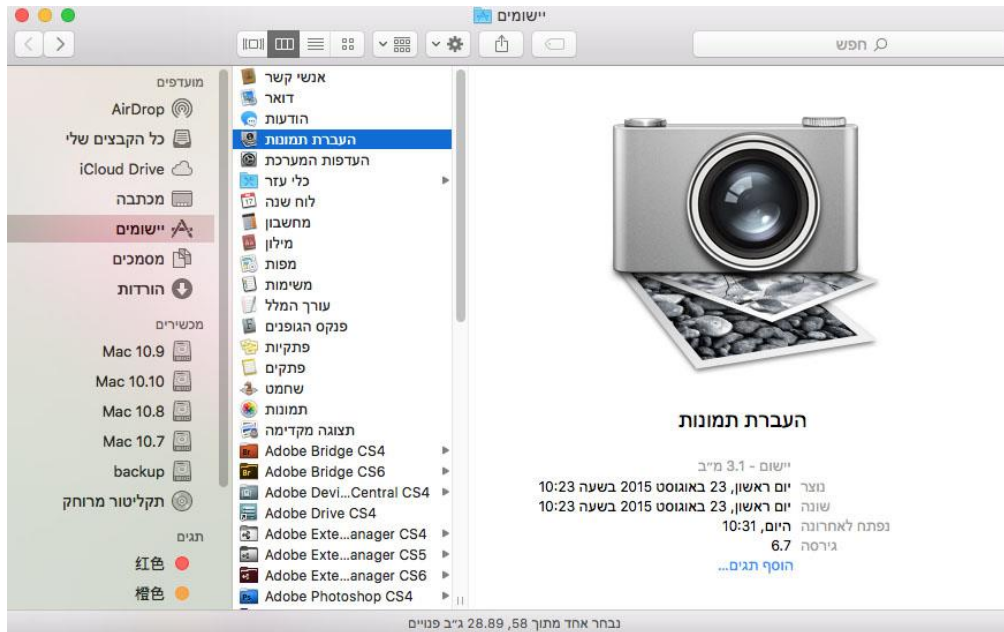 יישומים
חפש
מועדפים
AirDrop
כל הקבצים שלי
iCloud Drive
מכתבה
יישומים
מסמכים
הורדות
מכשירים
Mac 10.9
Mac 10.10
Mac 10.8
Mac 10.7
backup
תקליטור מרוחק
תגים
红色
橙色
אנשי קשר
דואר
הודעות
העברת תמונות
העדפות המערכת
כלי עזר
לוח שנה
מחשבון
מילון
מפות
משימות
עורך המלל
פנקס הגופנים
פתקיות
פתקים
שחמט
תמונות
תצוגה מקדימה
Adobe Bridge CS4
Adobe Bridge CS6
Adobe Devi...Central CS4
Adobe Drive CS4
Adobe Exte...anager CS4
Adobe Exte...anager CS5
Adobe Exte...anager CS6
Adobe Photoshop CS4
העברת תמונות
יישום - 3.1 מ״ב
נוצר יום ראשון, 23 באוגוסט 2015 בשעה 10:23
שונה יום ראשון, 23 באוגוסט 2015 בשעה 10:23
נפתח לאחרונה היום, 10:31
גירסה 6.7
הוסף תגים...
נבחר אחד מתוך 58, 28.89 ג״ב פנויים